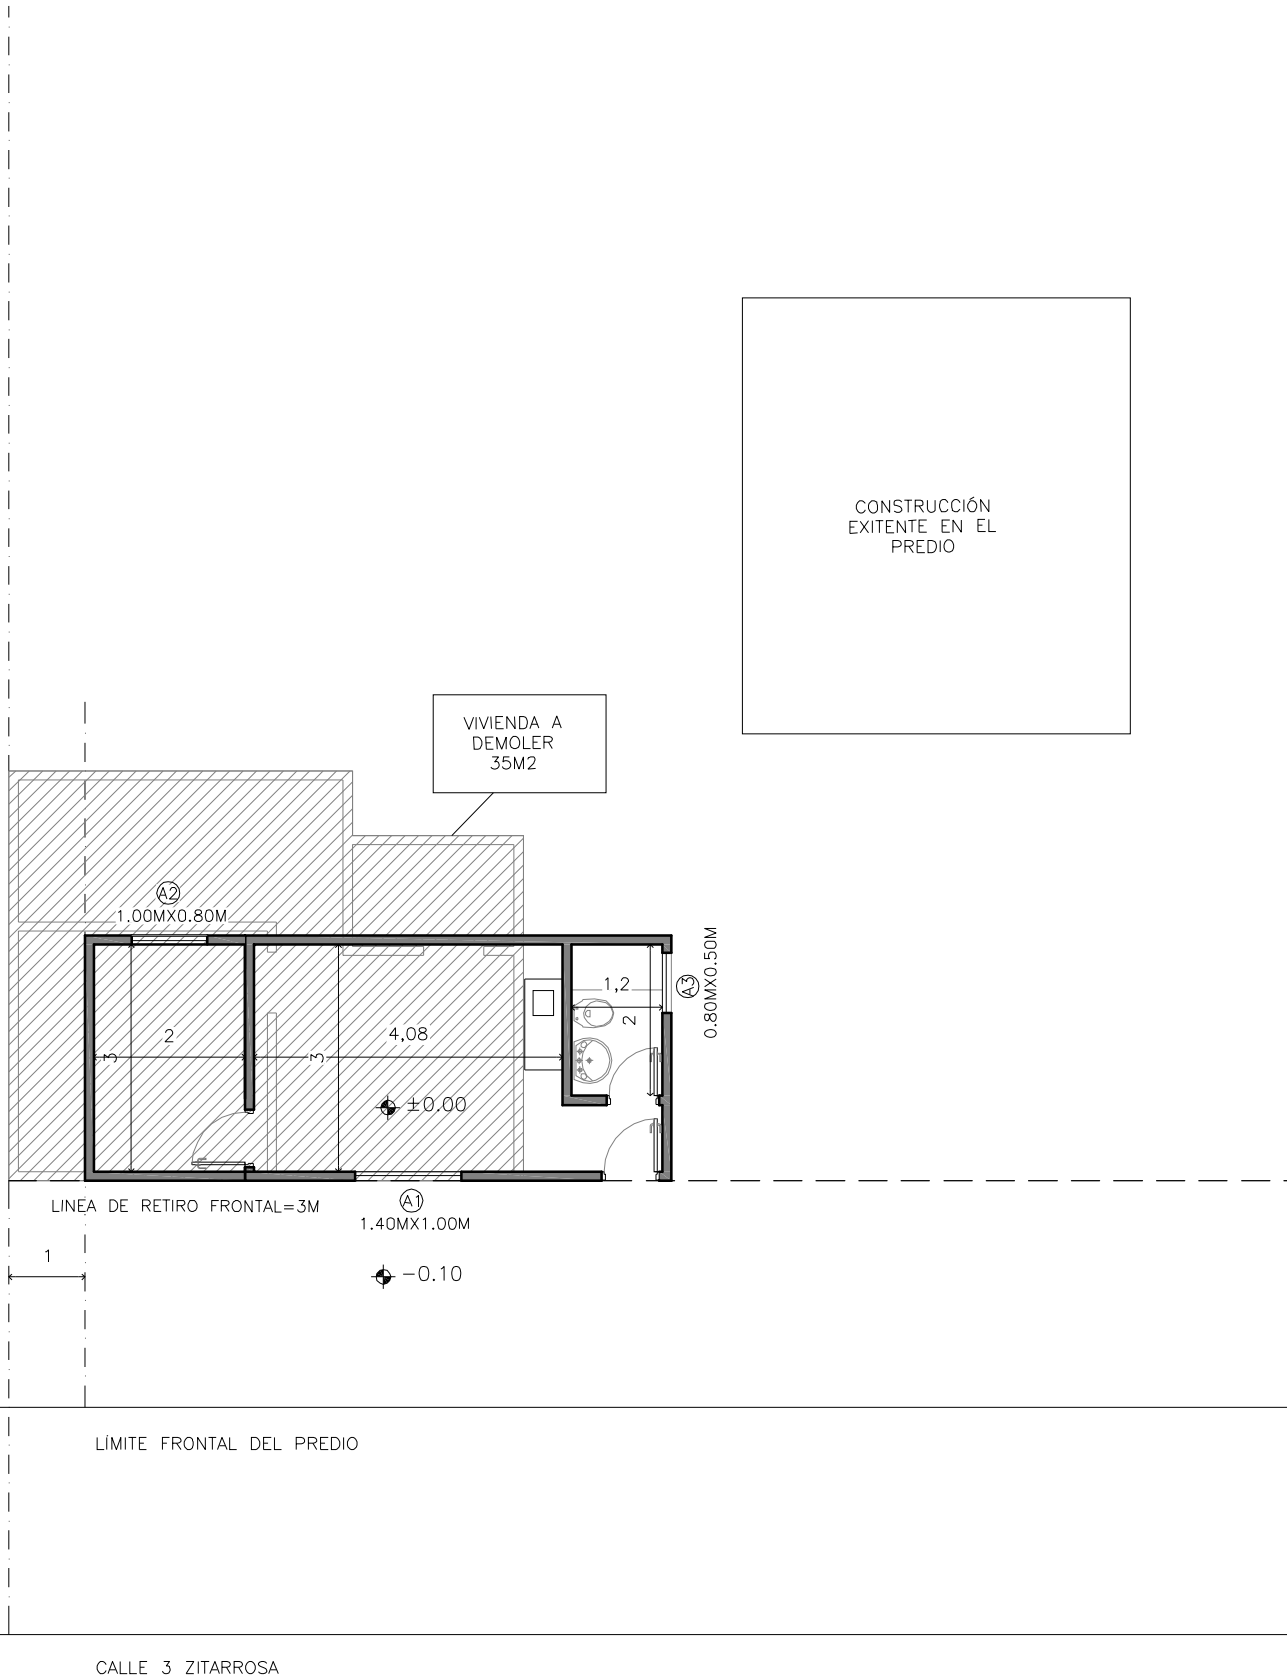 CONSTRUCCIÓN
EXITENTE EN EL
PREDIO
VIVIENDA A
DEMOLER
35M2
A2
1.00MX0.80M
A3
0.80MX0.50M
1,2
2
2
3
4,08
3
±0.00
LINEA DE RETIRO FRONTAL=3M
A1
1.40MX1.00M
1
-0.10
LÍMITE FRONTAL DEL PREDIO
CALLE 3 ZITARROSA